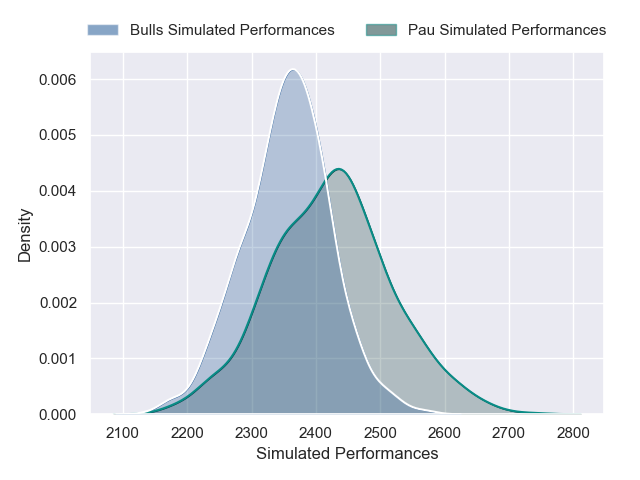 Bulls Simulated Performances
Pau Simulated Performances
0.006
0.005
0.004
0.003
0.002
0.001
0.000
Density
2100 2200 2300 2400 2500 2600 2700 2800
Simulated Performances